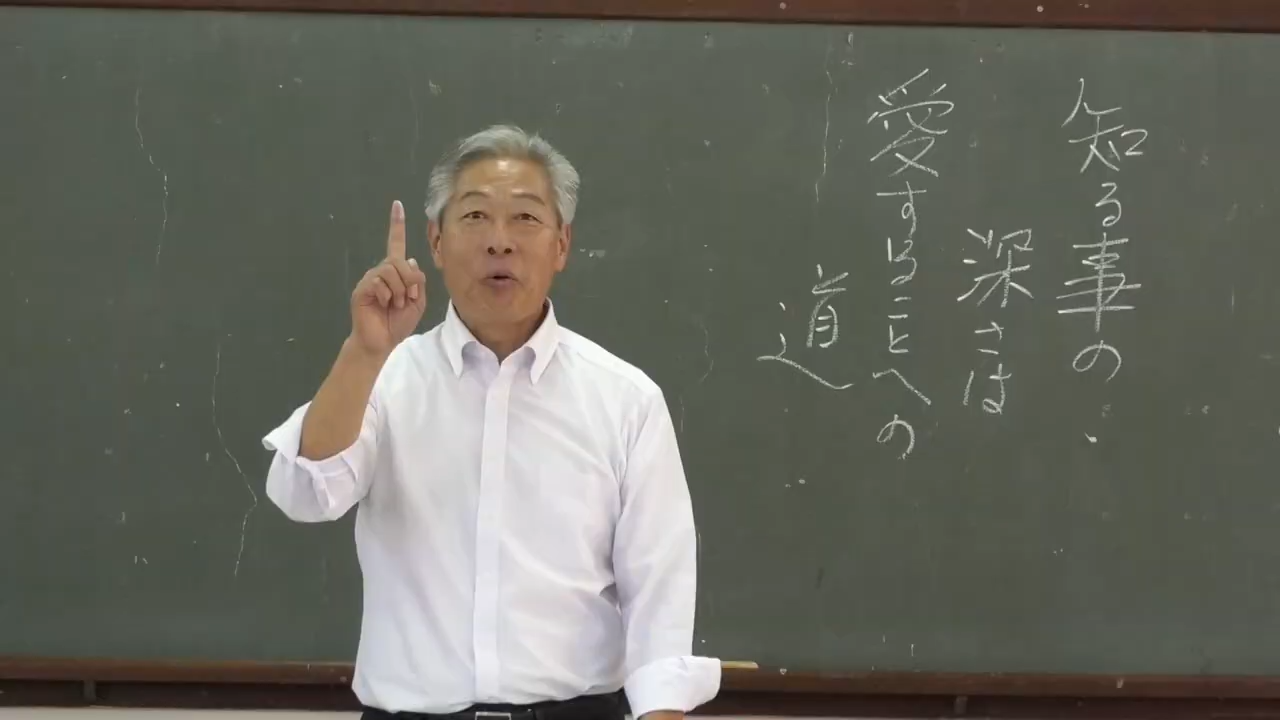 知る事の
深さは
愛することへの
道